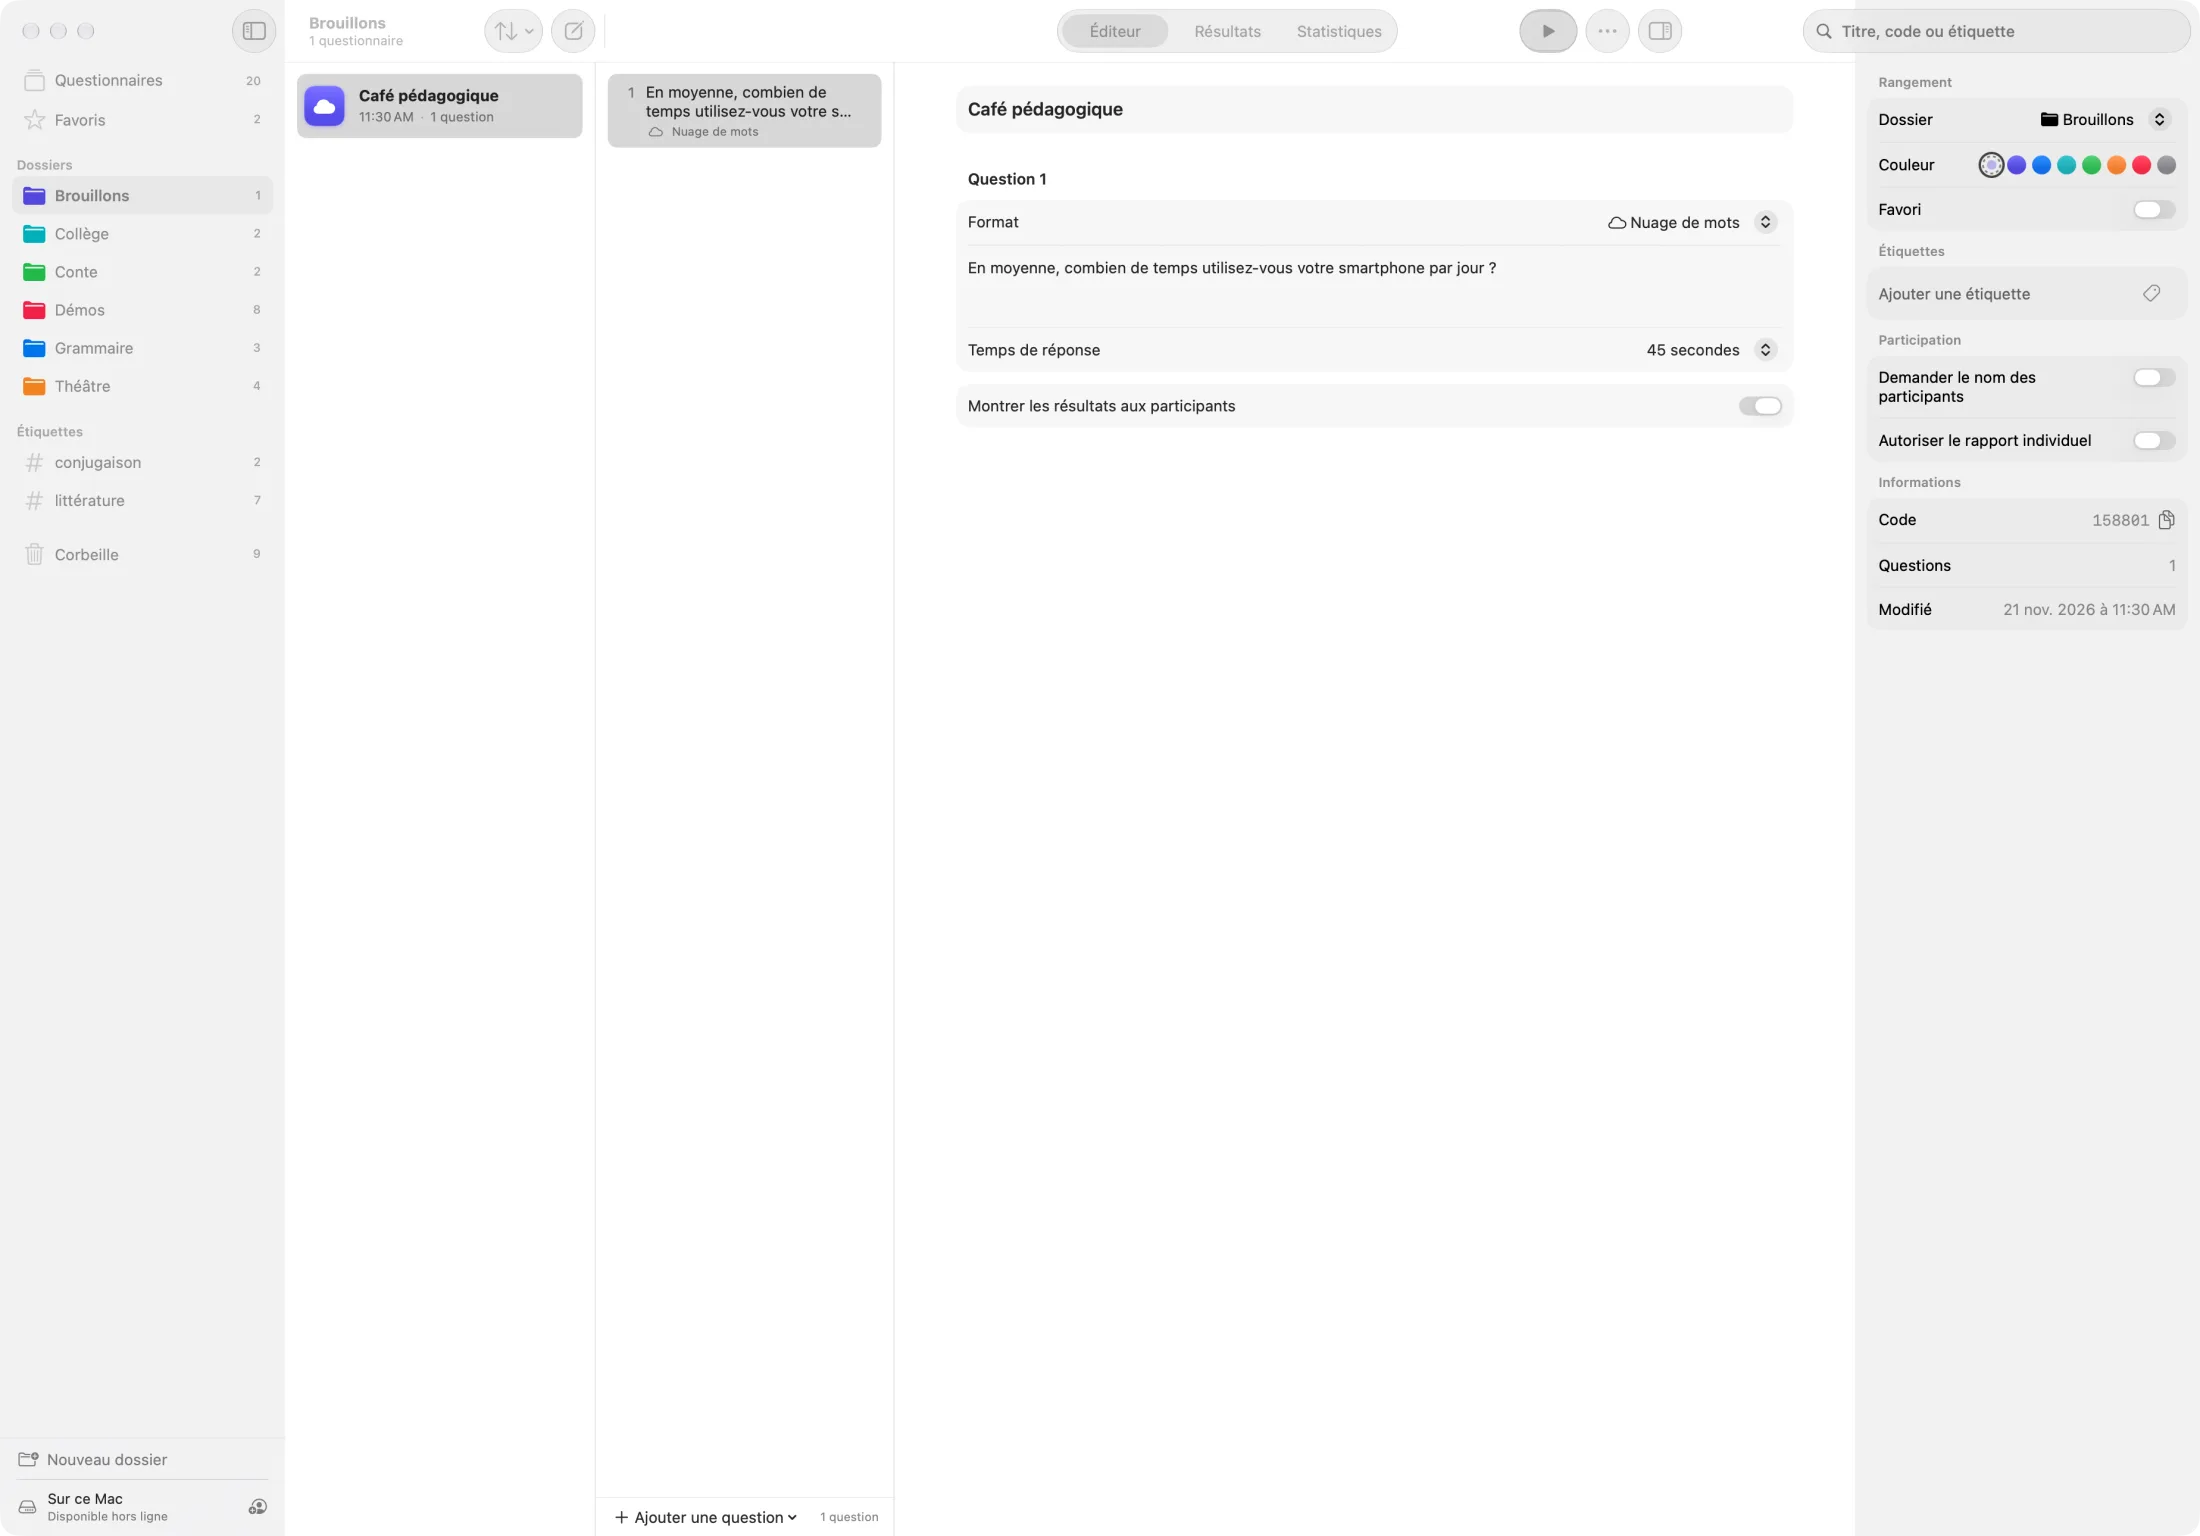 Questionnaires 20
Favoris 2
Dossiers
Brouillons 1
Collège 2
Conte 2
Démos 8
Grammaire 3
Théâtre 4
Étiquettes
# conjugaison 2
# littérature 7
Corbeille 9
Nouveau dossier
Sur ce Mac
Disponible hors ligne
Brouillons
1 questionnaire
Café pédagogique
11:30 AM · 1 question
1 En moyenne, combien de
temps utilisez-vous votre s...
Nuage de mots
+ Ajouter une question 1 question
Éditeur Résultats Statistiques
Café pédagogique
Question 1
Format Nuage de mots
En moyenne, combien de temps utilisez-vous votre smartphone par jour ?
Temps de réponse 45 secondes
Montrer les résultats aux participants
Titre, code ou étiquette
Rangement
Dossier Brouillons
Couleur
Favori
Étiquettes
Ajouter une étiquette
Participation
Demander le nom des
participants
Autoriser le rapport individuel
Informations
Code 158801
Questions 1
Modifié 21 nov. 2026 à 11:30 AM